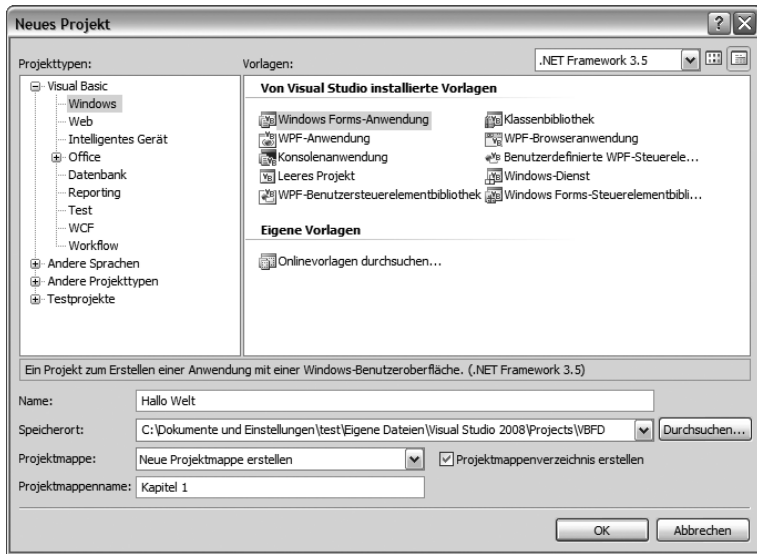 Neues Projekt
Projekttypen:
Vorlagen:
.NET Framework 3.5
Visual Basic
Windows
Web
Intelligentes Gerät
Office
Datenbank
Reporting
Test
WCF
Workflow
Andere Sprachen
Andere Projekttypen
Testprojekte
Von Visual Studio installierte Vorlagen
Windows Forms-Anwendung
Klassenbibliothek
WPF-Anwendung
WPF-Browseranwendung
Konsolenanwendung
Benutzerdefinierte WPF-Steuerele...
Leeres Projekt
Windows-Dienst
WPF-Benutzersteuerelementbibliothek
Windows Forms-Steuerelementbibli...
Eigene Vorlagen
Onlinevorlagen durchsuchen...
Ein Projekt zum Erstellen einer Anwendung mit einer Windows-Benutzeroberfläche. (.NET Framework 3.5)
Name:
Hallo Welt
Speicherort:
C:\Dokumente und Einstellungen\test\Eigene Dateien\Visual Studio 2008\Projects\VBFD
Durchsuchen...
Projektmappe:
Neue Projektmappe erstellen
Projektmappenverzeichnis erstellen
Projektmappenname:
Kapitel 1
OK
Abbrechen